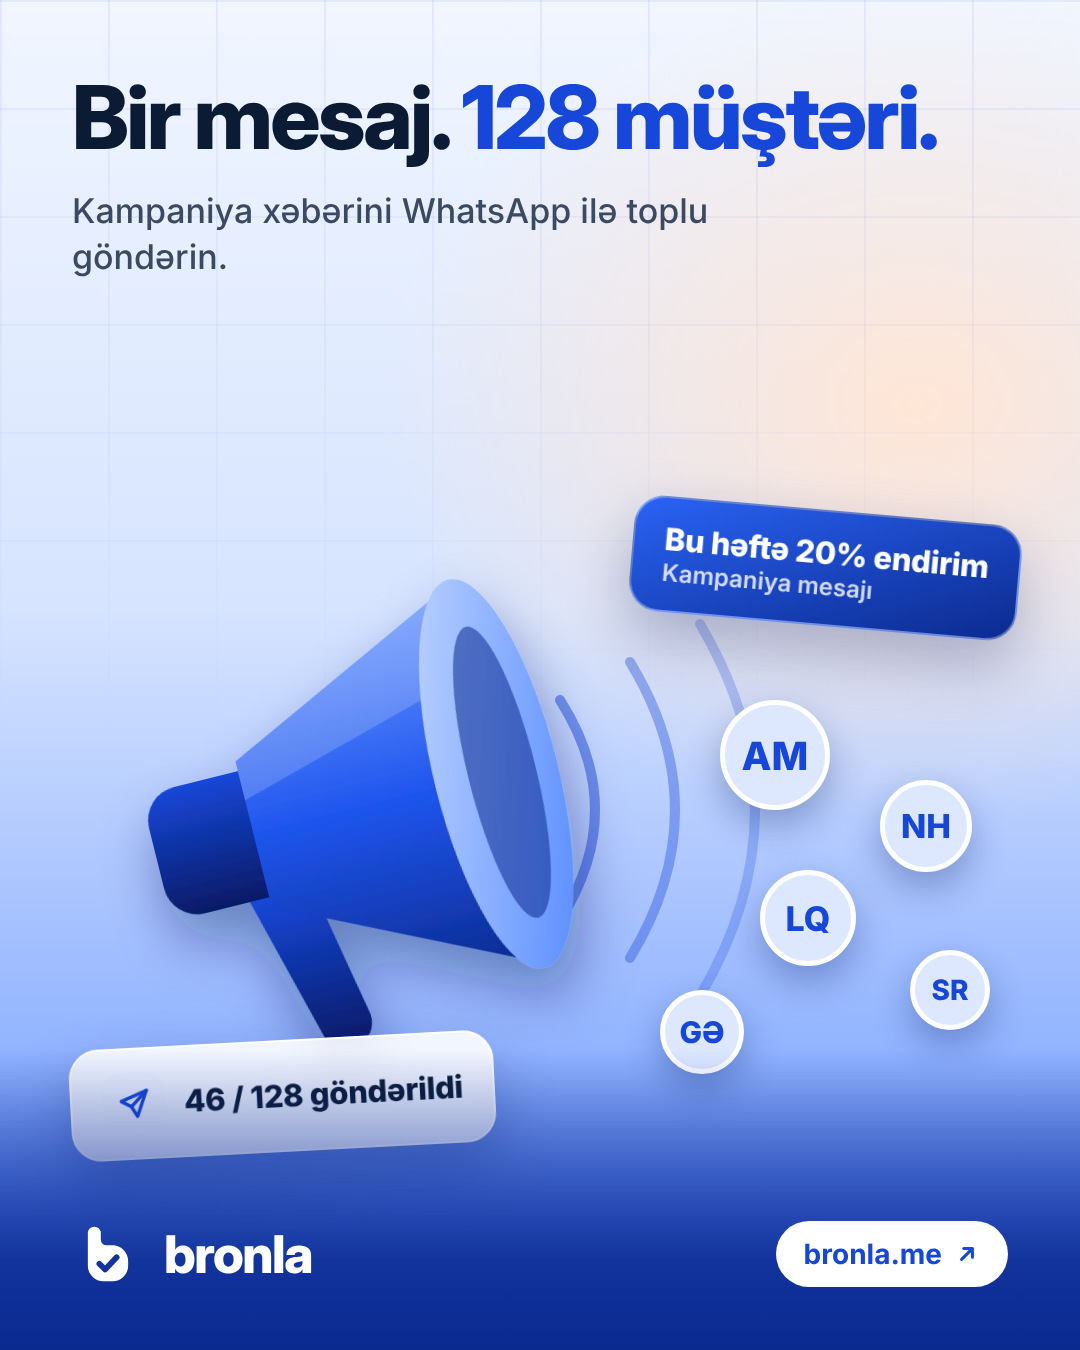 Bir mesaj. 128 müştəri.
Kampaniya xəbərini WhatsApp ilə toplu
göndərin.
Bu həftə 20% endirim
Kampaniya mesajı
AM
NH
LQ
SR
GƏ
46 / 128 göndərildi
bronla
bronla.me